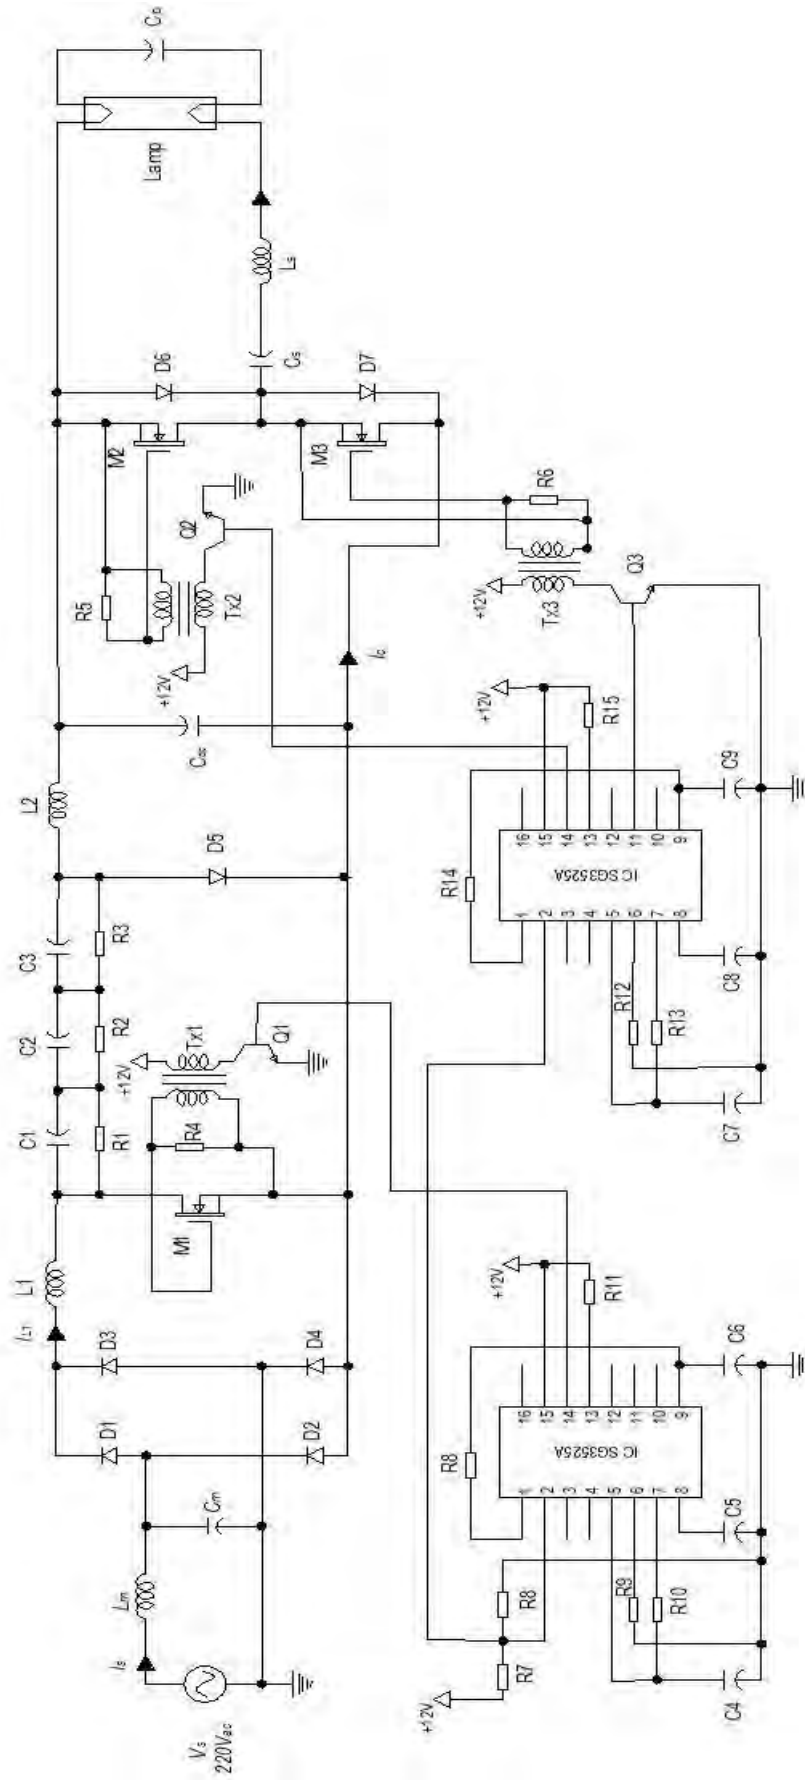 Vs
220Vac
Is
Lm
Cm
D1
D2
D3
D4
IL1
L1
M1
R4
Tx1
+12V
Q1
C1
C2
C3
R1
R2
R3
D5
L2
Cdc
Io
R5
Tx2
+12V
Q2
M2
M3
D6
D7
Cs
Ls
Lamp
Cp
+12V
Tx3
R6
Q3
+12V
R7
R8
R8
IC SG3525A
1
2
3
4
5
6
7
8
16
15
14
13
12
11
10
9
R9
R10
C4
C5
C6
+12V
R11
R14
IC SG3525A
1
2
3
4
5
6
7
8
16
15
14
13
12
11
10
9
R12
R13
C7
C8
C9
+12V
R15